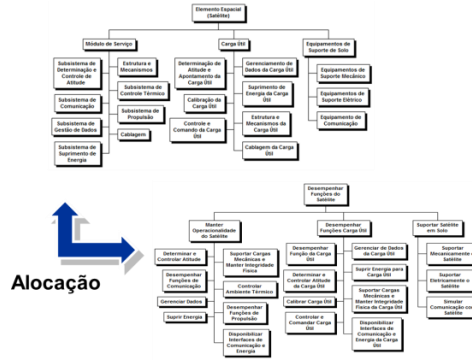 Elemento Espacial
(Satélite)
Módulo de Serviço
Carga Útil
Equipamentos de
Suporte de Solo
Subsistema de
Determinação e
Controle de
Atitude
Estrutura e
Mecanismos
Subsistema de
Controle Térmico
Subsistema de
Comunicação
Subsistema de
Propulsão
Subsistema de
Gestão de Dados
Cablagem
Subsistema de
Suprimento de
Energia
Determinação de
Atitude e
Apontamento da
Carga Útil
Gerenciamento de
Dados da Carga
Útil
Calibração da
Carga Útil
Suprimento de
Energia da Carga
Útil
Controle e
Comando da Carga
Útil
Estrutura e
Mecanismos da
Carga Útil
Cablagem da Carga
Útil
Equipamentos de
Suporte Mecânico
Equipamentos de
Suporte Elétrico
Equipamento de
Comunicação
Alocação
Desempenhar
Funções do
Satélite
Manter
Operacionalidade
do Satélite
Desempenhar
Funções Carga Útil
Suportar Satélite
em Solo
Determinar e
Controlar Atitude
Suportar Cargas
Mecânicas e
Manter Integridade
Física
Desempenhar
Funções de
Comunicação
Controlar
Ambiente Térmico
Gerenciar Dados
Desempenhar
Funções de
Propulsão
Suprir Energia
Disponibilizar
Interfaces de
Comunicação e
Energia
Desempenhar
Função da Carga
Útil
Gerenciar de Dados
da Carga Útil
Determinar e
Controlar Atitude
da Carga Útil
Suprir Energia para
Carga Útil
Calibrar Carga Útil
Suportar Cargas
Mecânicas e
Manter Integridade
Física da Carga Útil
Controlar e
Comandar Carga
Útil
Disponibilizar
Interfaces de
Comunicação e
Energia da Carga
Útil
Suportar
Mecanicamente o
Satélite
Suportar
Eletricamente o
Satélite
Simular
Comunicação com
Satélite